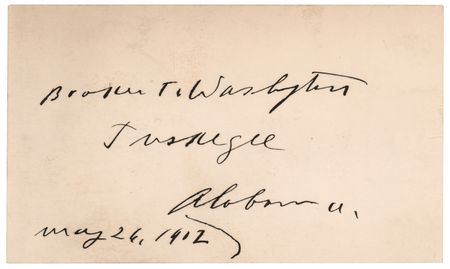 Booker T. Washington
Tuskegee
Alabama.
May 26, 1912